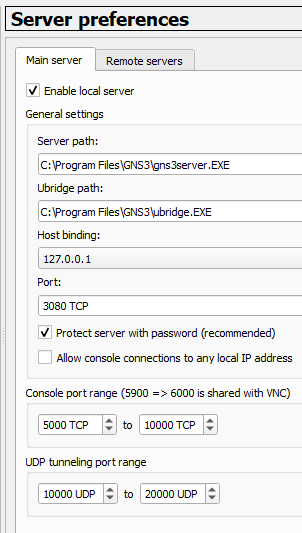 Server preferences
Main server Remote servers
Enable local server
General settings
Server path:
C:\Program Files\GNS3\gns3server.EXE
Ubridge path:
C:\Program Files\GNS3\ubridge.EXE
Host binding:
127.0.0.1
Port:
3080 TCP
Protect server with password (recommended)
Allow console connections to any local IP address
Console port range (5900 => 6000 is shared with VNC)
5000 TCP to 10000 TCP
UDP tunneling port range
10000 UDP to 20000 UDP